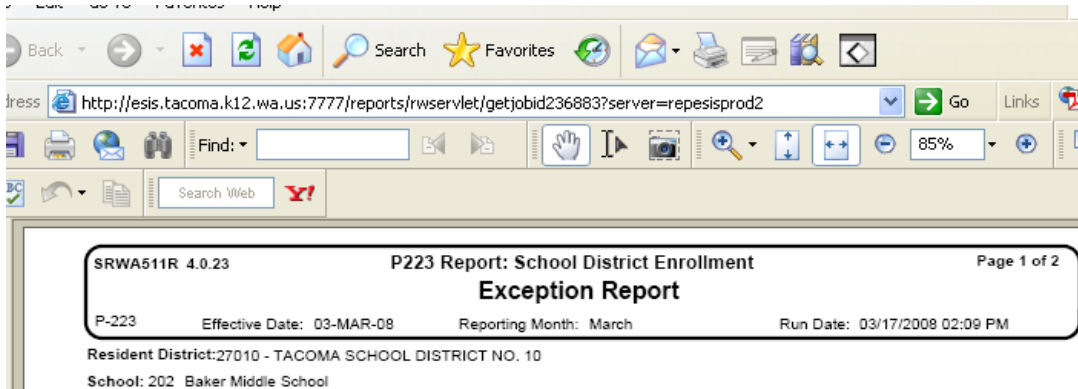 Back Search Favorites
http://esis.tacoma.k12.wa.us:7777/reports/rwservlet/getjobid236883?server=repesisprod2 Go Links
Find: 85%
Search Web Y!
SRWA511R 4.0.23 P223 Report: School District Enrollment Page 1 of 2
Exception Report
P-223 Effective Date: 03-MAR-08 Reporting Month: March Run Date: 03/17/2008 02:09 PM
Resident District:27010 - TACOMA SCHOOL DISTRICT NO. 10
School: 202 Baker Middle School